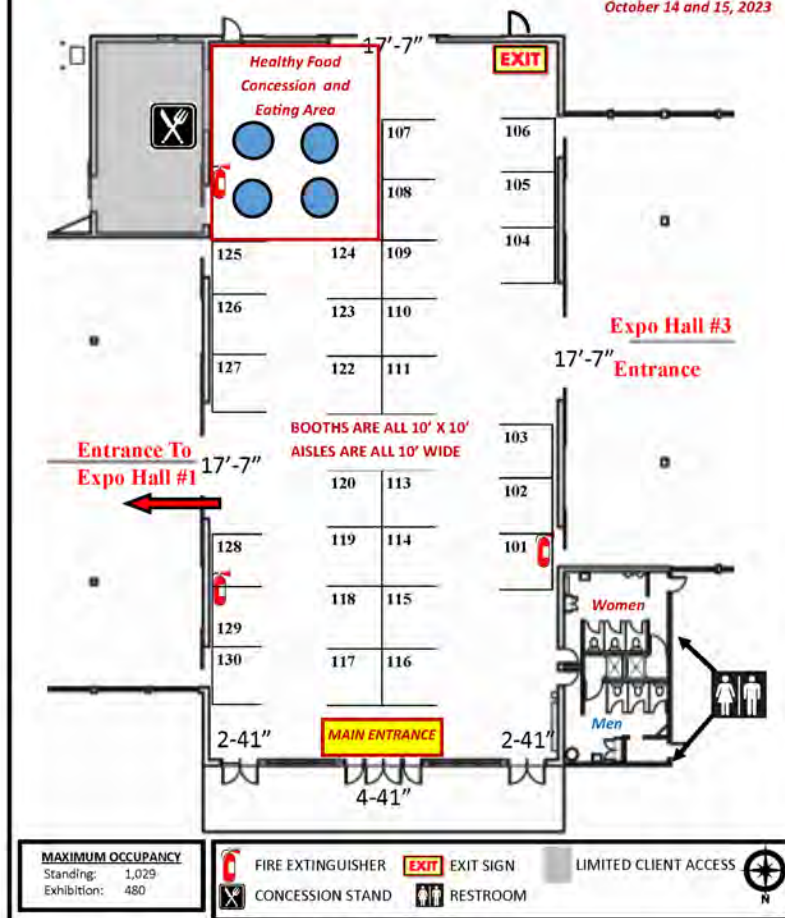 October 14 and 15, 2023
17'-7"
EXIT
Healthy Food
Concession and
Eating Area
107
106
108
105
104
125
124
109
126
123
110
127
122
111
Expo Hall #3
17'-7"
Entrance
BOOTHS ARE ALL 10' X 10'
AISLES ARE ALL 10' WIDE
103
Entrance To
17'-7"
Expo Hall #1
120
113
102
128
119
114
101
118
115
Women
129
130
117
116
Men
2-41"
MAIN ENTRANCE
2-41"
4-41"
MAXIMUM OCCUPANCY
Standing: 1,029
Exhibition: 480
FIRE EXTINGUISHER
EXIT
EXIT SIGN
LIMITED CLIENT ACCESS
CONCESSION STAND
RESTROOM
N